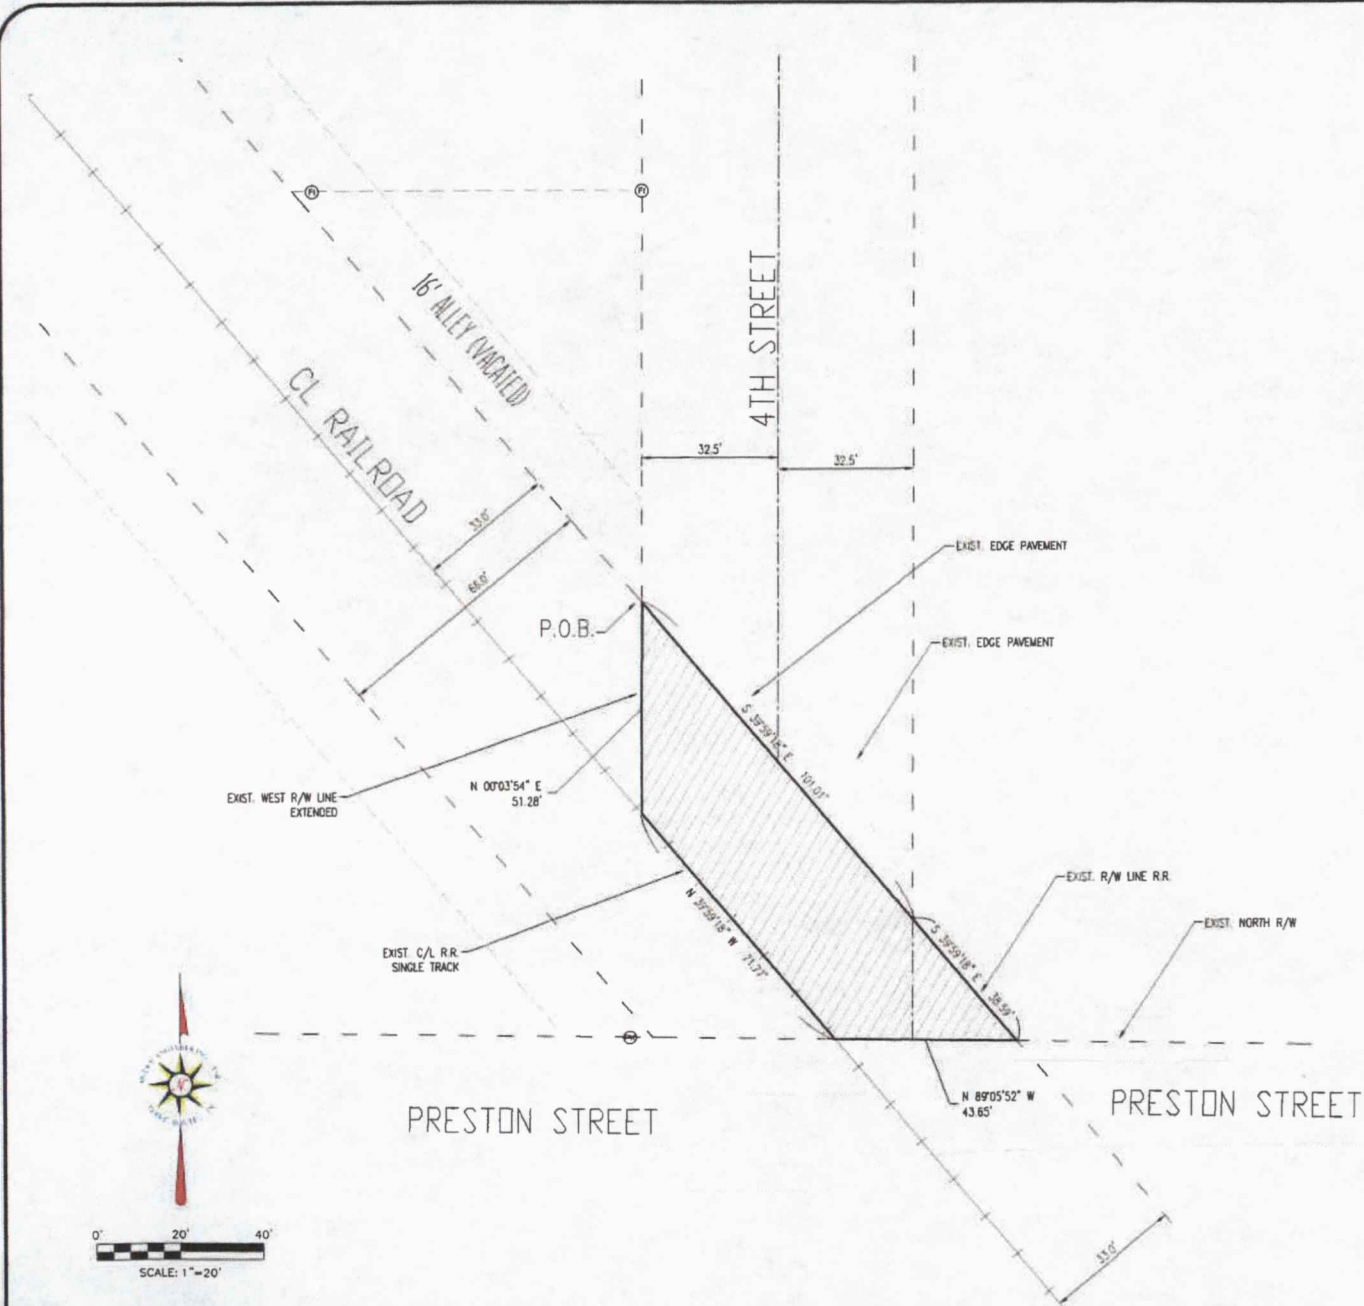 PI
PI
16' ALLEY (VACATED)
4TH STREET
CL RAILROAD
32.5'
32.5'
33.0'
66.0'
EXIST. EDGE PAVEMENT
P.O.B.
EXIST. EDGE PAVEMENT
S 39°59'18" E 101.01'
EXIST. WEST R/W LINE
EXTENDED
N 00°03'54" E
51.28'
EXIST. R/W LINE R.R.
N 39°59'18" W 71.77'
S 39°59'18" E 38.59'
EXIST. NORTH R/W
EXIST. C/L R.R.
SINGLE TRACK
N
N 89°05'52" W
43.65'
PRESTON STREET
PRESTON STREET
0' 20' 40'
SCALE: 1"=20'
33.0'